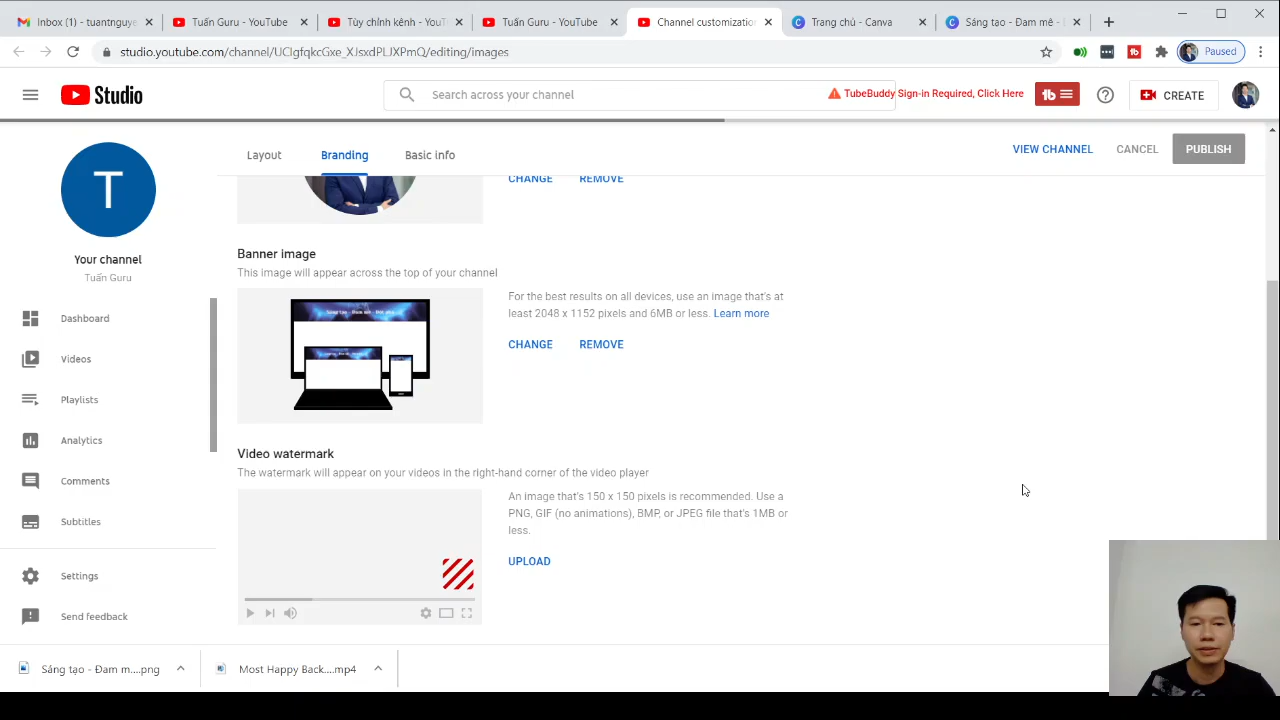 Inbox (1) - tuantnguye
Tuấn Guru - YouTube
Tùy chỉnh kênh - YouT
Tuấn Guru - YouTube
Channel customizatio
Trang chủ - Canva
Sáng tạo - Đam mê -
studio.youtube.com/channel/UCIgfqkcGxe_XJsxdPLJXPmQ/editing/images
Paused
Studio
Search across your channel
TubeBuddy Sign-in Required, Click Here
CREATE
Layout
Branding
Basic info
VIEW CHANNEL
CANCEL
PUBLISH
T
Your channel
Tuấn Guru
Dashboard
Videos
Playlists
Analytics
Comments
Subtitles
Settings
Send feedback
CHANGE
REMOVE
Banner image
This image will appear across the top of your channel
For the best results on all devices, use an image that's at
least 2048 x 1152 pixels and 6MB or less. Learn more
CHANGE
REMOVE
Video watermark
The watermark will appear on your videos in the right-hand corner of the video player
An image that's 150 x 150 pixels is recommended. Use a
PNG, GIF (no animations), BMP, or JPEG file that's 1MB or
less.
UPLOAD
Sáng tạo - Đam m....png
Most Happy Back....mp4